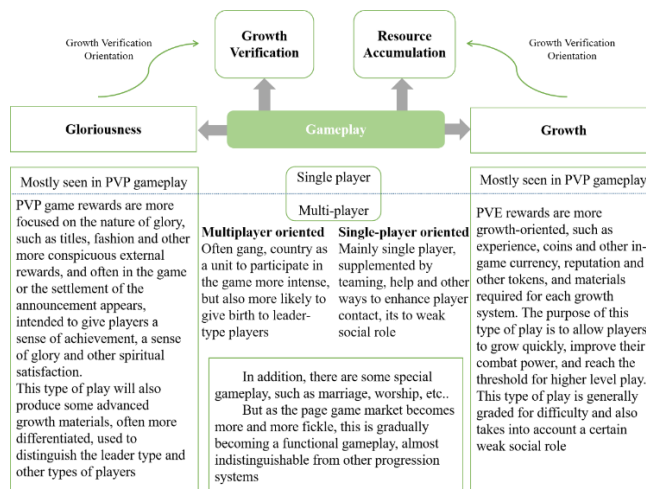 Growth Verification
Orientation
Growth
Verification
Resource
Accumulation
Growth Verification
Orientation
Gloriousness
Gameplay
Growth
Mostly seen in PVP gameplay
PVP game rewards are more
focused on the nature of glory,
such as titles, fashion and other
more conspicuous external
rewards, and often in the game
or the settlement of the
announcement appears,
intended to give players a
sense of achievement, a sense
of glory and other spiritual
satisfaction.
This type of play will also
produce some advanced
growth materials, often more
differentiated, used to
distinguish the leader type and
other types of players
Single player
Multi-player
Multiplayer oriented
Often gang, country as
a unit to participate in
the game more intense,
but also more likely to
give birth to leader-
type players
Single-player oriented
Mainly single player,
supplemented by
teaming, help and other
ways to enhance player
contact, its to weak
social role
In addition, there are some special
gameplay, such as marriage, worship, etc..
But as the page game market becomes
more and more fickle, this is gradually
becoming a functional gameplay, almost
indistinguishable from other progression
systems
Mostly seen in PVP gameplay
PVE rewards are more
growth-oriented, such as
experience, coins and other in-
game currency, reputation and
other tokens, and materials
required for each growth
system. The purpose of this
type of play is to allow players
to grow quickly, improve their
combat power, and reach the
threshold for higher level play.
This type of play is generally
graded for difficulty and also
takes into account a certain
weak social role